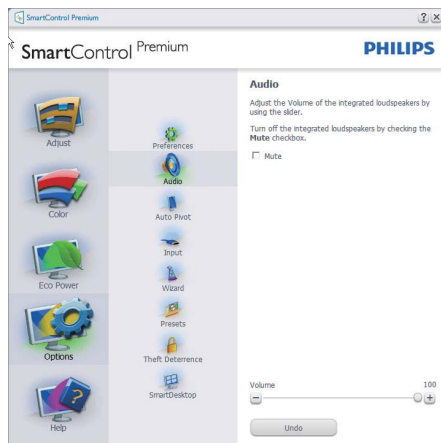 SmartControl Premium
SmartControl Premium
PHILIPS
Adjust
Color
Eco Power
Options
Help
Preferences
Audio
Auto Pivot
Input
Wizard
Presets
Theft Deterrence
SmartDesktop
Audio
Adjust the Volume of the integrated loudspeakers by
using the slider.
Turn off the integrated loudspeakers by checking the
Mute checkbox.
Mute
Volume 100
Undo